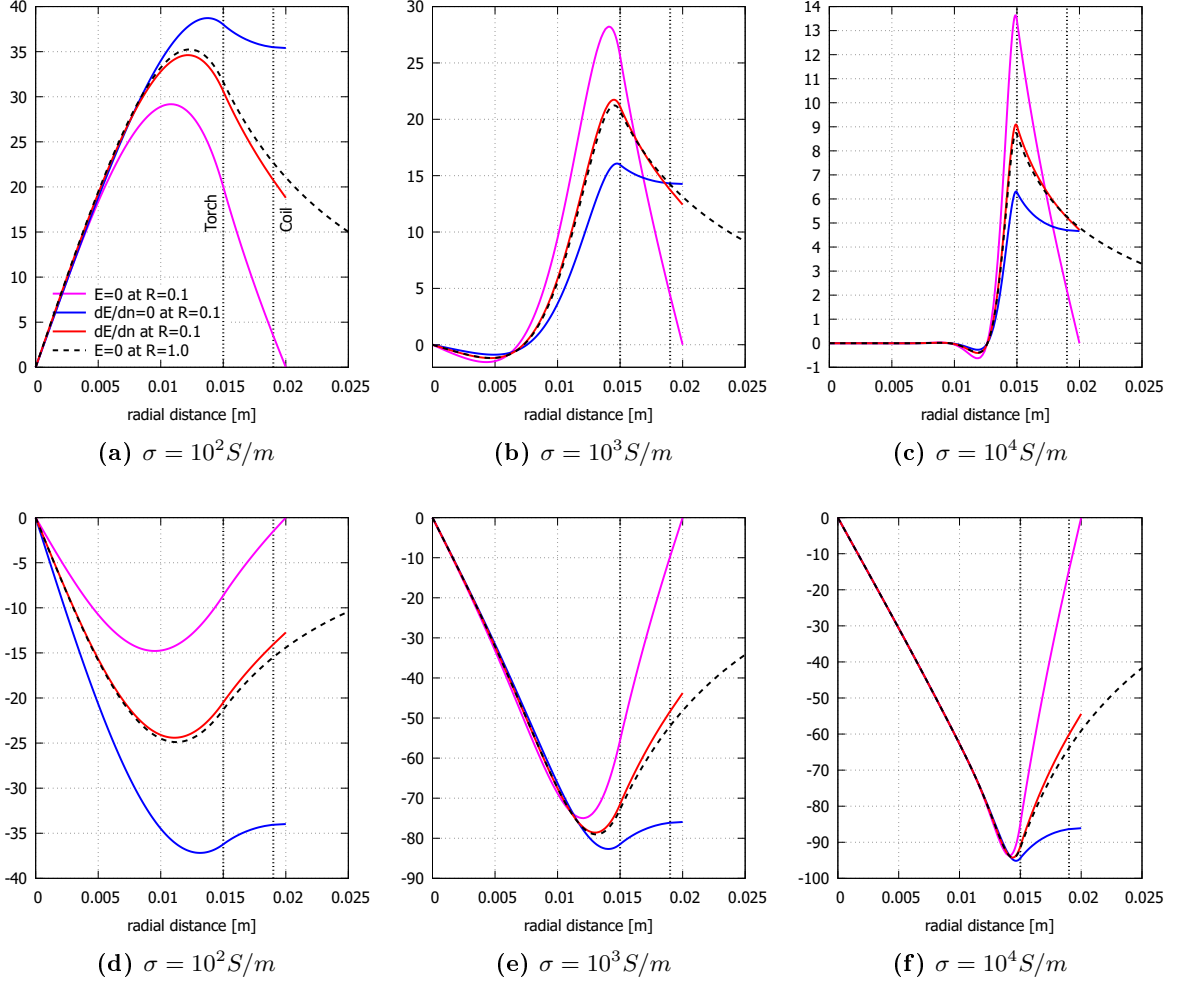 40
35
30
25
20
15
10
5
0
Torch
Coil
E=0 at R=0.1
dE/dn=0 at R=0.1
dE/dn at R=0.1
E=0 at R=1.0
0 0.005 0.01 0.015 0.02 0.025
radial distance [m]
(a) σ = 10²S/m
30
25
20
15
10
5
0
0 0.005 0.01 0.015 0.02 0.025
radial distance [m]
(b) σ = 10³S/m
14
13
12
11
10
9
8
7
6
5
4
3
2
1
0
-1
0 0.005 0.01 0.015 0.02 0.025
radial distance [m]
(c) σ = 10⁴S/m
0
-5
-10
-15
-20
-25
-30
-35
-40
0 0.005 0.01 0.015 0.02 0.025
radial distance [m]
(d) σ = 10²S/m
0
-10
-20
-30
-40
-50
-60
-70
-80
-90
0 0.005 0.01 0.015 0.02 0.025
radial distance [m]
(e) σ = 10³S/m
0
-10
-20
-30
-40
-50
-60
-70
-80
-90
-100
0 0.005 0.01 0.015 0.02 0.025
radial distance [m]
(f) σ = 10⁴S/m